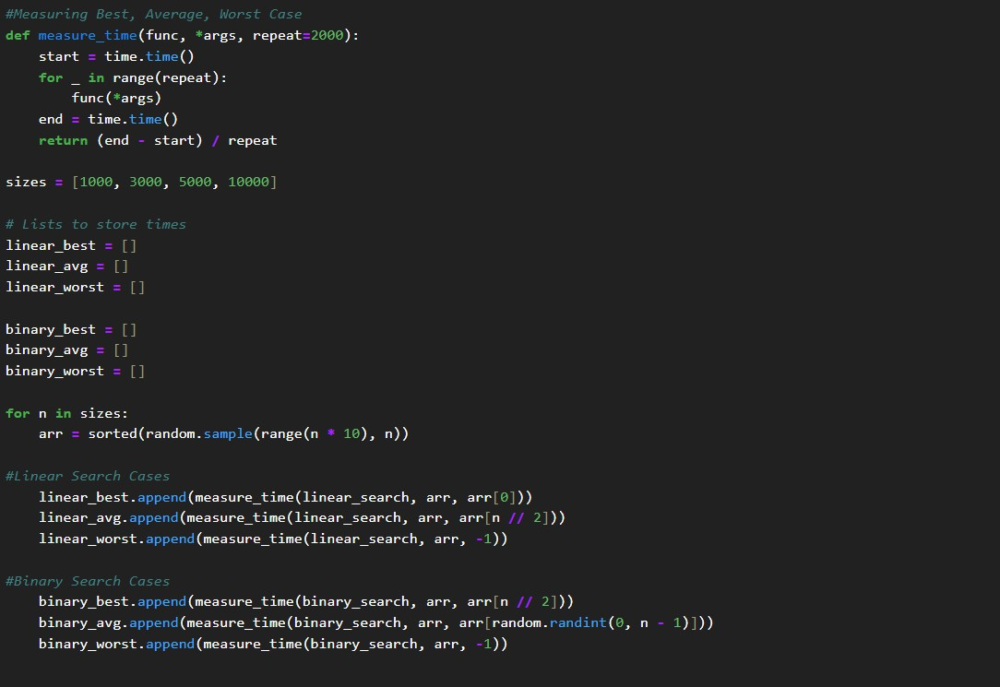 #Measuring Best, Average, Worst Case
def measure_time(func, *args, repeat=2000):
    start = time.time()
    for _ in range(repeat):
        func(*args)
    end = time.time()
    return (end - start) / repeat

sizes = [1000, 3000, 5000, 10000]

# Lists to store times
linear_best = []
linear_avg = []
linear_worst = []

binary_best = []
binary_avg = []
binary_worst = []

for n in sizes:
    arr = sorted(random.sample(range(n * 10), n))

#Linear Search Cases
    linear_best.append(measure_time(linear_search, arr, arr[0]))
    linear_avg.append(measure_time(linear_search, arr, arr[n // 2]))
    linear_worst.append(measure_time(linear_search, arr, -1))

#Binary Search Cases
    binary_best.append(measure_time(binary_search, arr, arr[n // 2]))
    binary_avg.append(measure_time(binary_search, arr, arr[random.randint(0, n - 1)]))
    binary_worst.append(measure_time(binary_search, arr, -1))